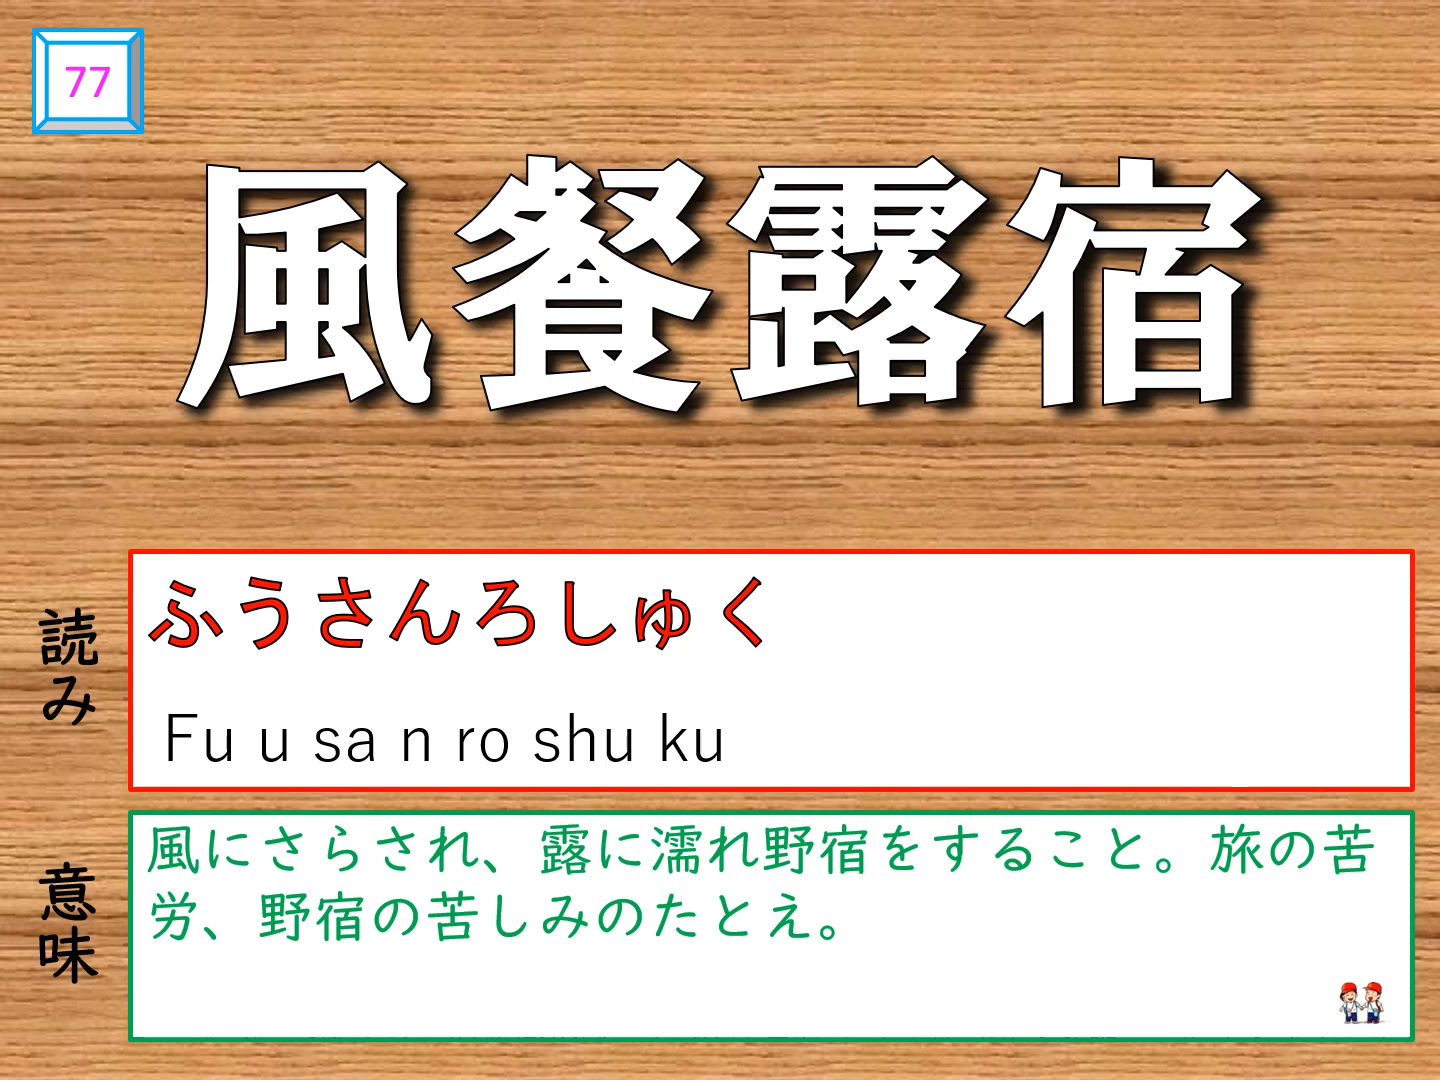 77
風餐露宿
読み
ふうさんろしゅく
Fu u sa n ro shu ku
意味
風にさらされ、露に濡れ野宿をすること。旅の苦
労、野宿の苦しみのたとえ。